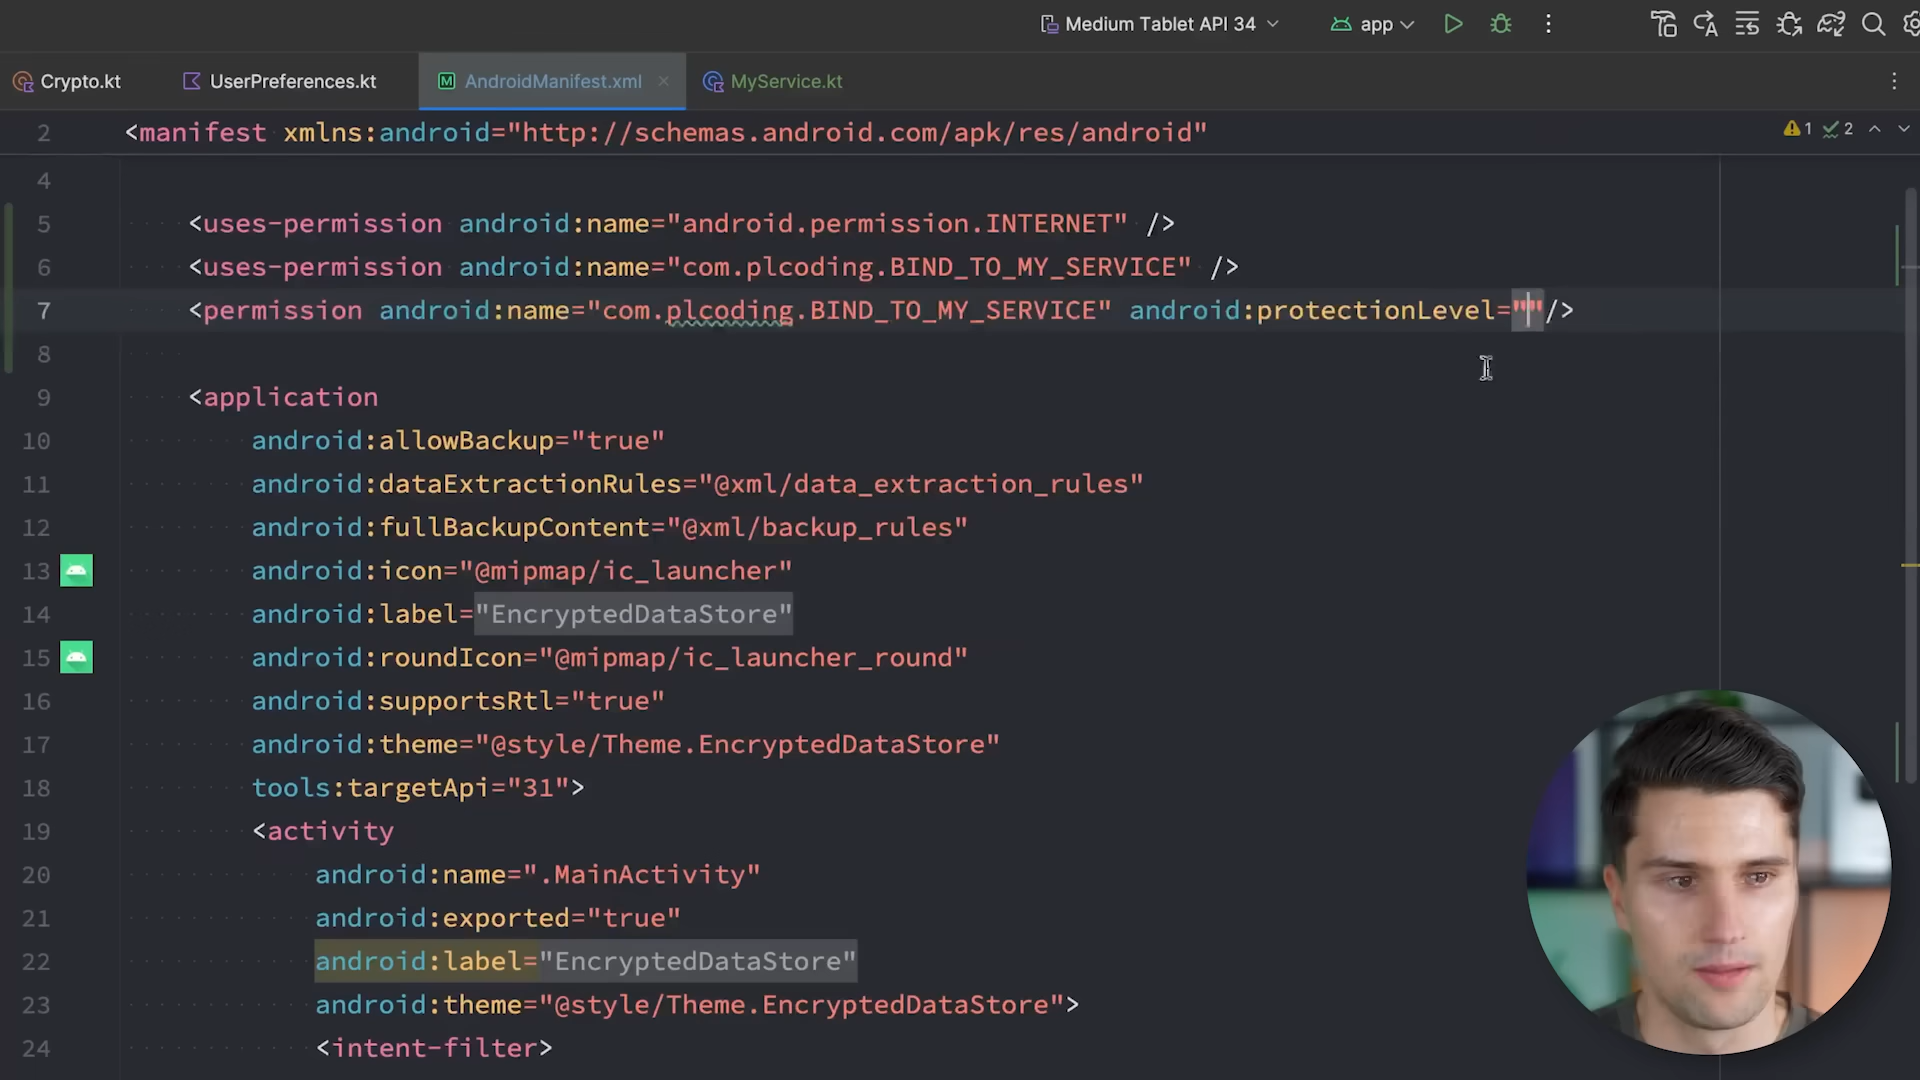 Medium Tablet API 34
app
Crypto.kt
UserPreferences.kt
AndroidManifest.xml
MyService.kt
2 <manifest xmlns:android="http://schemas.android.com/apk/res/android"
1 2
4
5 <uses-permission android:name="android.permission.INTERNET" />
6 <uses-permission android:name="com.plcoding.BIND_TO_MY_SERVICE" />
7 <permission android:name="com.plcoding.BIND_TO_MY_SERVICE" android:protectionLevel=""/>
8
9 <application
10 android:allowBackup="true"
11 android:dataExtractionRules="@xml/data_extraction_rules"
12 android:fullBackupContent="@xml/backup_rules"
13 android:icon="@mipmap/ic_launcher"
14 android:label="EncryptedDataStore"
15 android:roundIcon="@mipmap/ic_launcher_round"
16 android:supportsRtl="true"
17 android:theme="@style/Theme.EncryptedDataStore"
18 tools:targetApi="31">
19 <activity
20 android:name=".MainActivity"
21 android:exported="true"
22 android:label="EncryptedDataStore"
23 android:theme="@style/Theme.EncryptedDataStore">
24 <intent-filter>